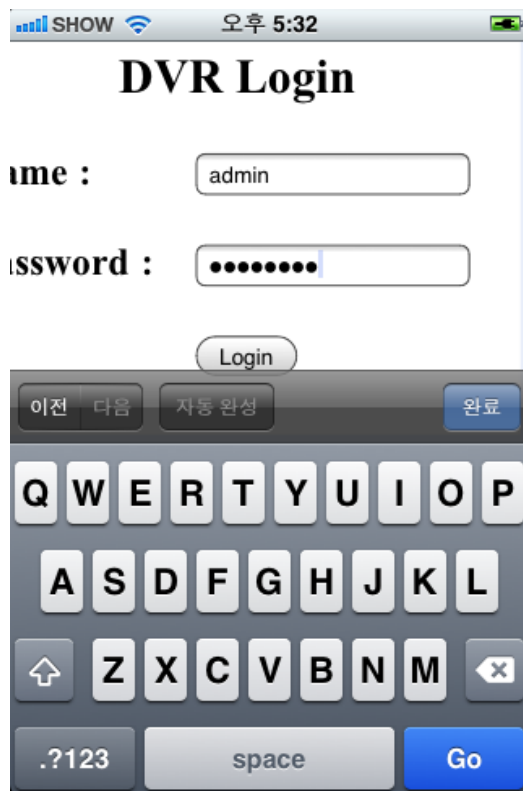 SHOW 오후 5:32
DVR Login
ame : admin
ssword : ••••••••
Login
이전 다음 자동 완성 완료
Q W E R T Y U I O P
A S D F G H J K L
Z X C V B N M
.?123 space Go